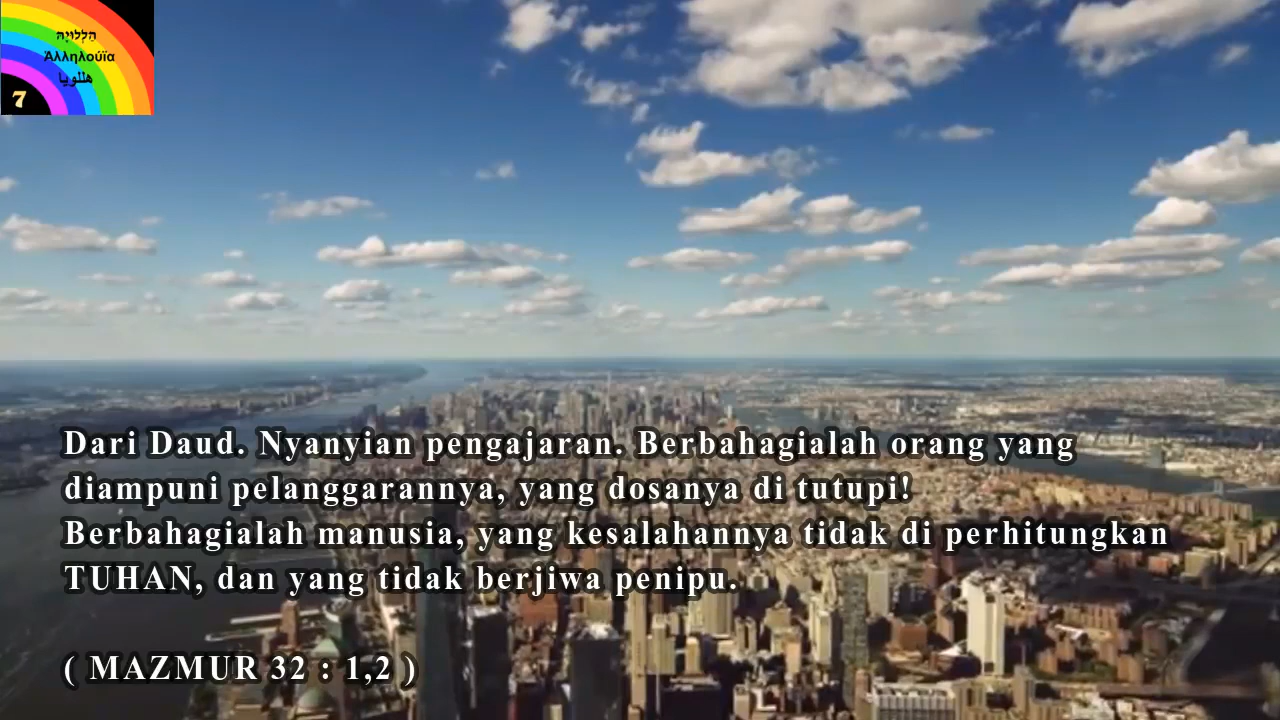 הַלְלוּיָהּ
Ἀλληλούϊα
هللويا
7
Dari Daud. Nyanyian pengajaran. Berbahagialah orang yang
diampuni pelanggarannya, yang dosanya di tutupi!
Berbahagialah manusia, yang kesalahannya tidak di perhitungkan
TUHAN, dan yang tidak berjiwa penipu.
( MAZMUR 32 : 1,2 )